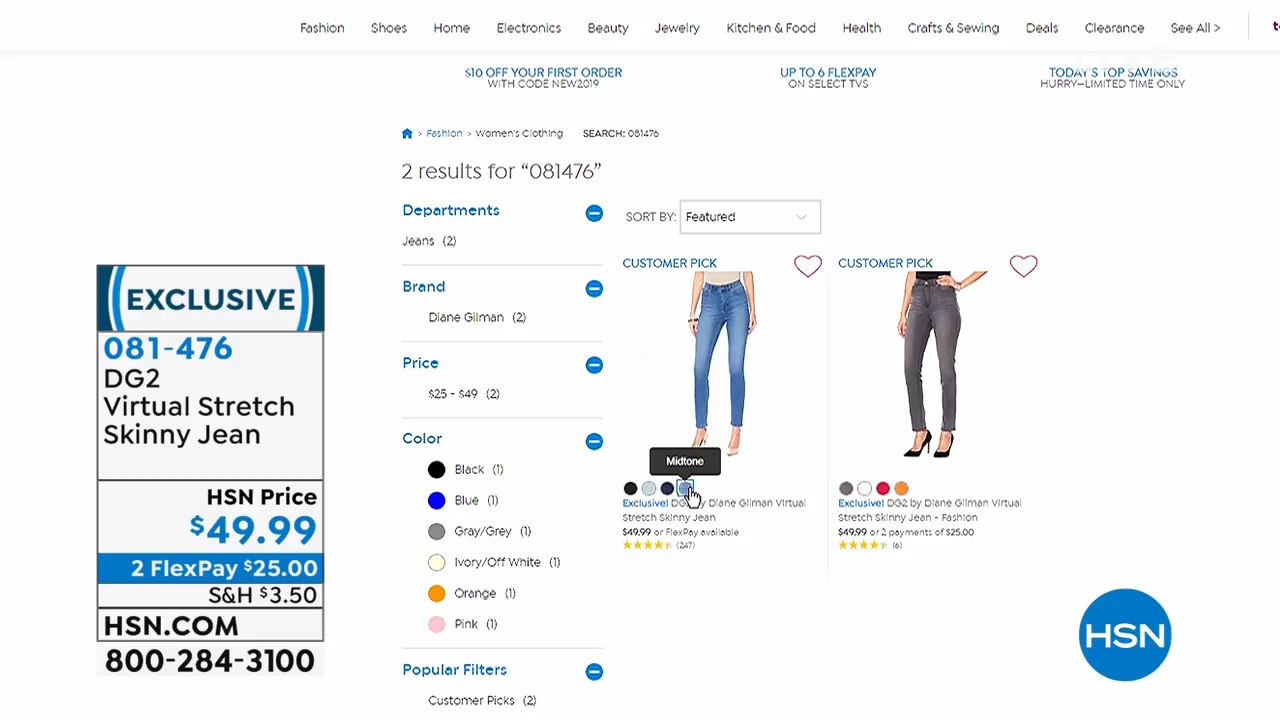 Fashion Shoes Home Electronics Beauty Jewelry Kitchen & Food Health Crafts & Sewing Deals Clearance See All >
$10 OFF YOUR FIRST ORDER
WITH CODE NEW2019
UP TO 6 FLEXPAY
ON SELECT TVS
TODAY'S TOP SAVINGS
HURRY—LIMITED TIME ONLY
> Fashion > Women's Clothing SEARCH: 081476
2 results for “081476”
Departments
Jeans (2)
Brand
Diane Gilman (2)
Price
$25 - $49 (2)
Color
Black (1)
Blue (1)
Gray/Grey (1)
Ivory/Off White (1)
Orange (1)
Pink (1)
Popular Filters
Customer Picks (2)
SORT BY: Featured
CUSTOMER PICK
Midtone
Exclusive! DG2 by Diane Gilman Virtual
Stretch Skinny Jean
$49.99 or FlexPay available
(247)
CUSTOMER PICK
Exclusive! DG2 by Diane Gilman Virtual
Stretch Skinny Jean - Fashion
$49.99 or 2 payments of $25.00
(6)
EXCLUSIVE
081-476
DG2
Virtual Stretch
Skinny Jean
HSN Price
$49.99
2 FlexPay $25.00
S&H $3.50
HSN.COM
800-284-3100
HSN